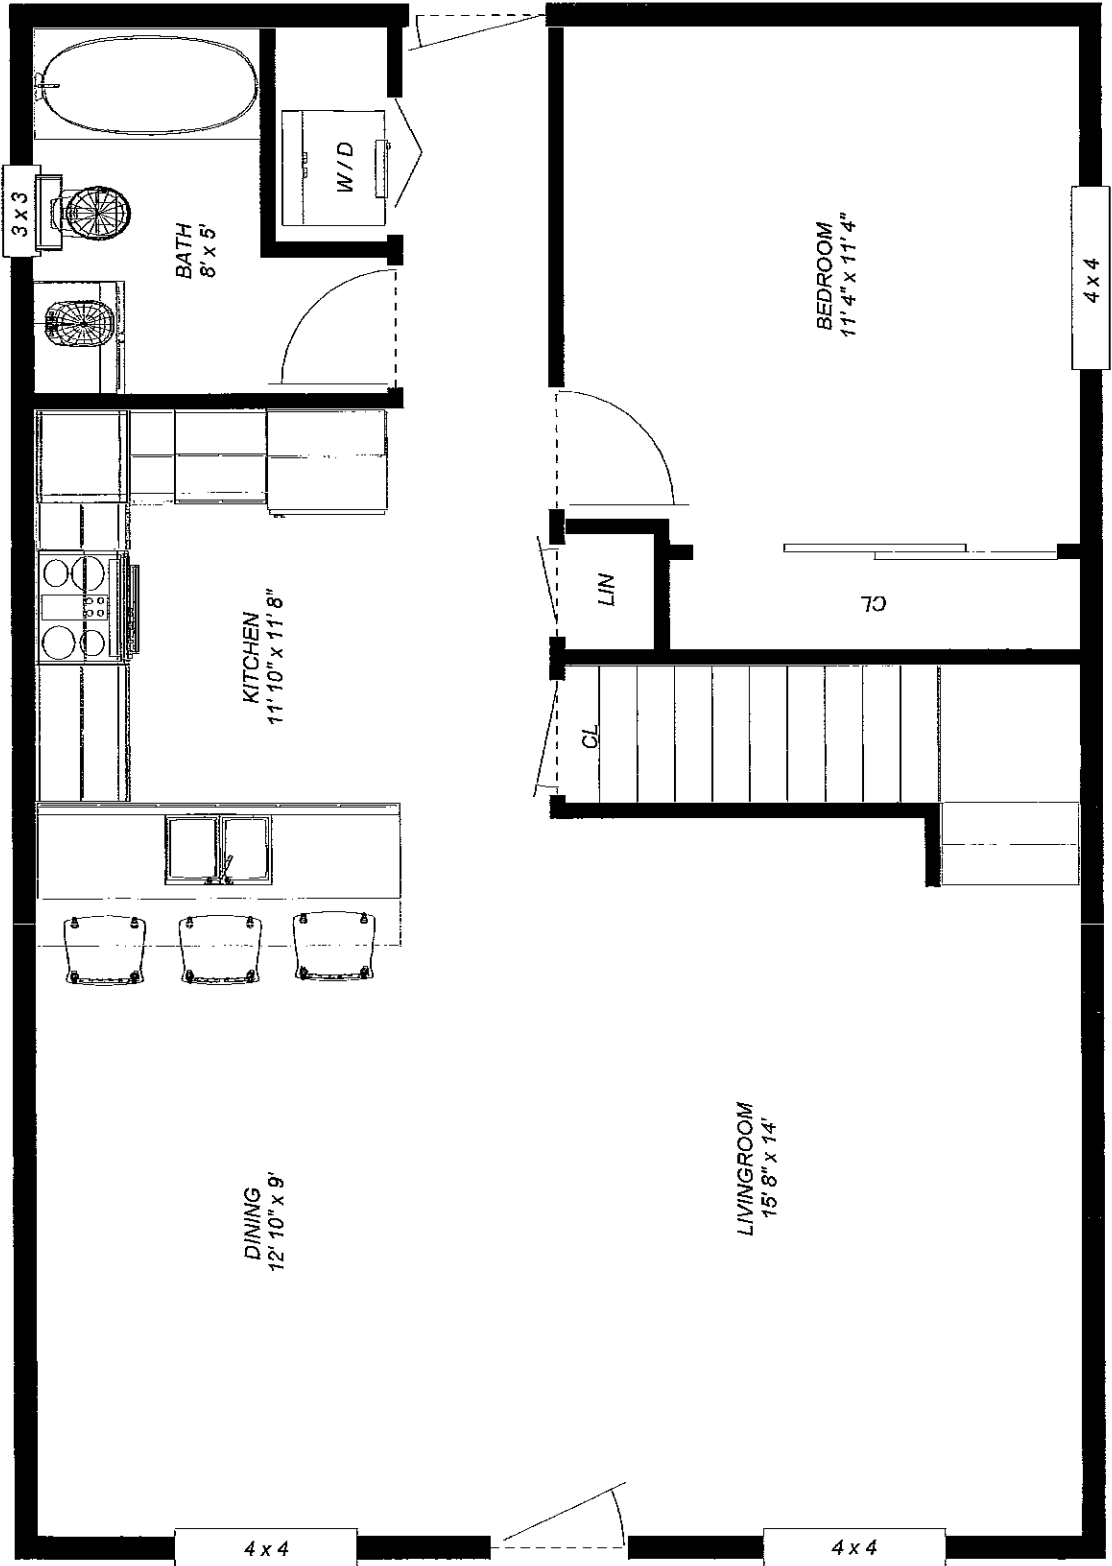 3 x 3
BATH
8' x 5'
W / D
BEDROOM
11' 4" x 11' 4"
4 x 4
KITCHEN
11' 10" x 11' 8"
LIN
CL
CL
DINING
12' 10" x 9'
LIVINGROOM
15' 8" x 14'
4 x 4
4 x 4